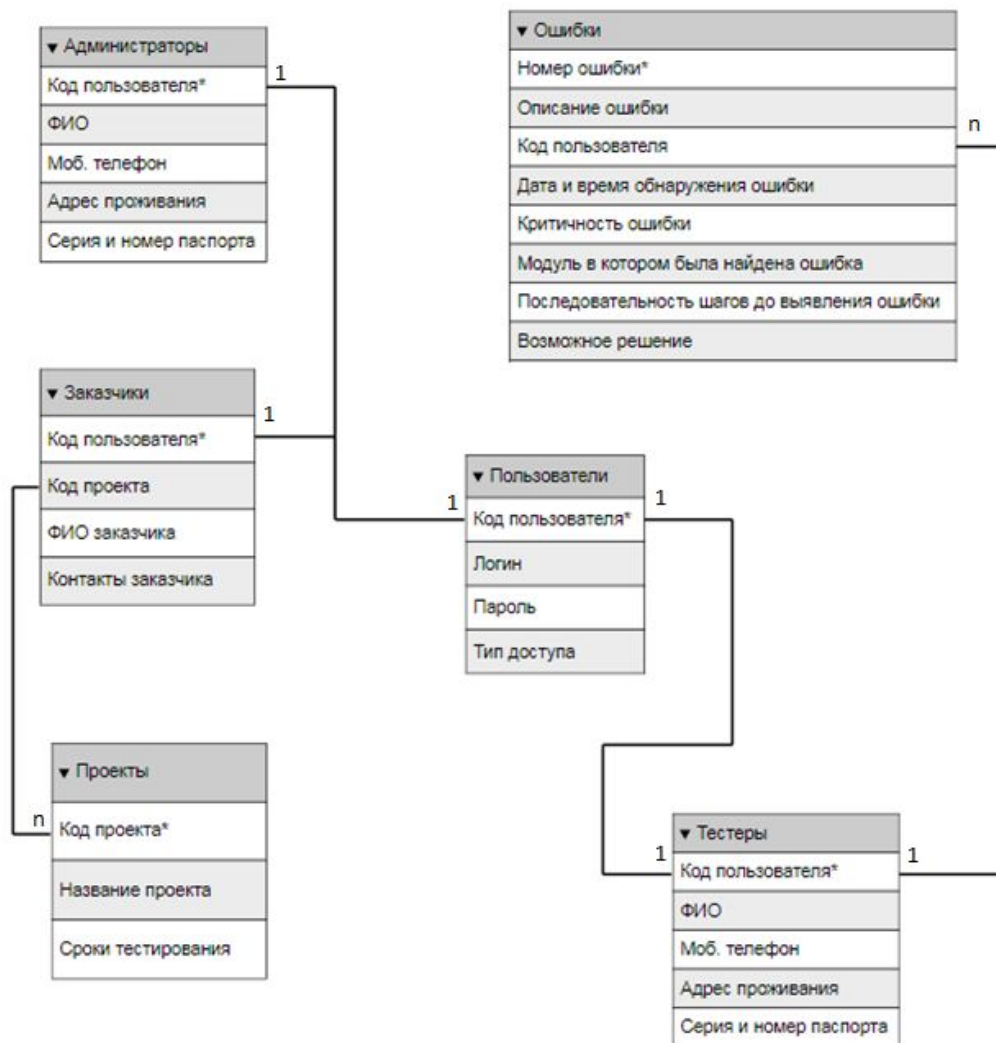 ▼ Администраторы
Код пользователя*
ФИО
Моб. телефон
Адрес проживания
Серия и номер паспорта
1
▼ Ошибки
Номер ошибки*
Описание ошибки
Код пользователя
Дата и время обнаружения ошибки
Критичность ошибки
Модуль в котором была найдена ошибка
Последовательность шагов до выявления ошибки
Возможное решение
n
▼ Заказчики
Код пользователя*
Код проекта
ФИО заказчика
Контакты заказчика
1
▼ Пользователи
Код пользователя*
Логин
Пароль
Тип доступа
1
1
▼ Проекты
Код проекта*
Название проекта
Сроки тестирования
n
▼ Тестеры
Код пользователя*
ФИО
Моб. телефон
Адрес проживания
Серия и номер паспорта
1
1